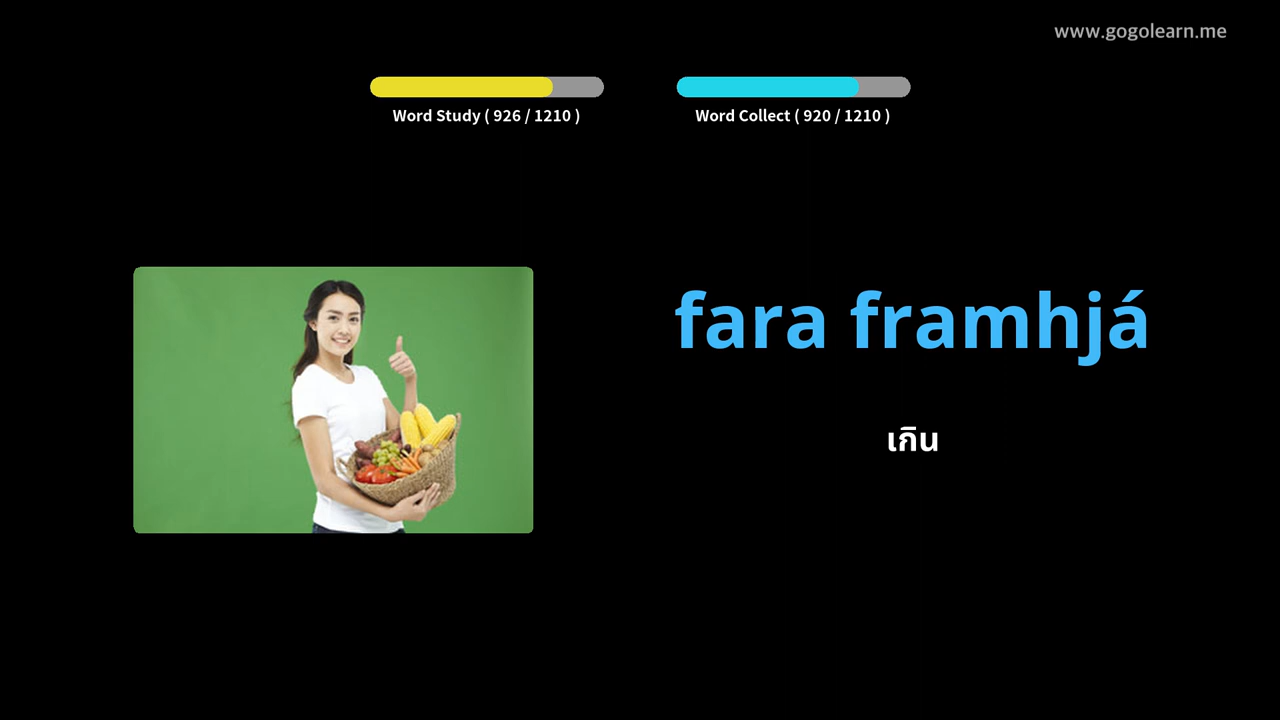 www.gogolearn.me
Word Study ( 926 / 1210 )
Word Collect ( 920 / 1210 )
fara framhjá
เกิน